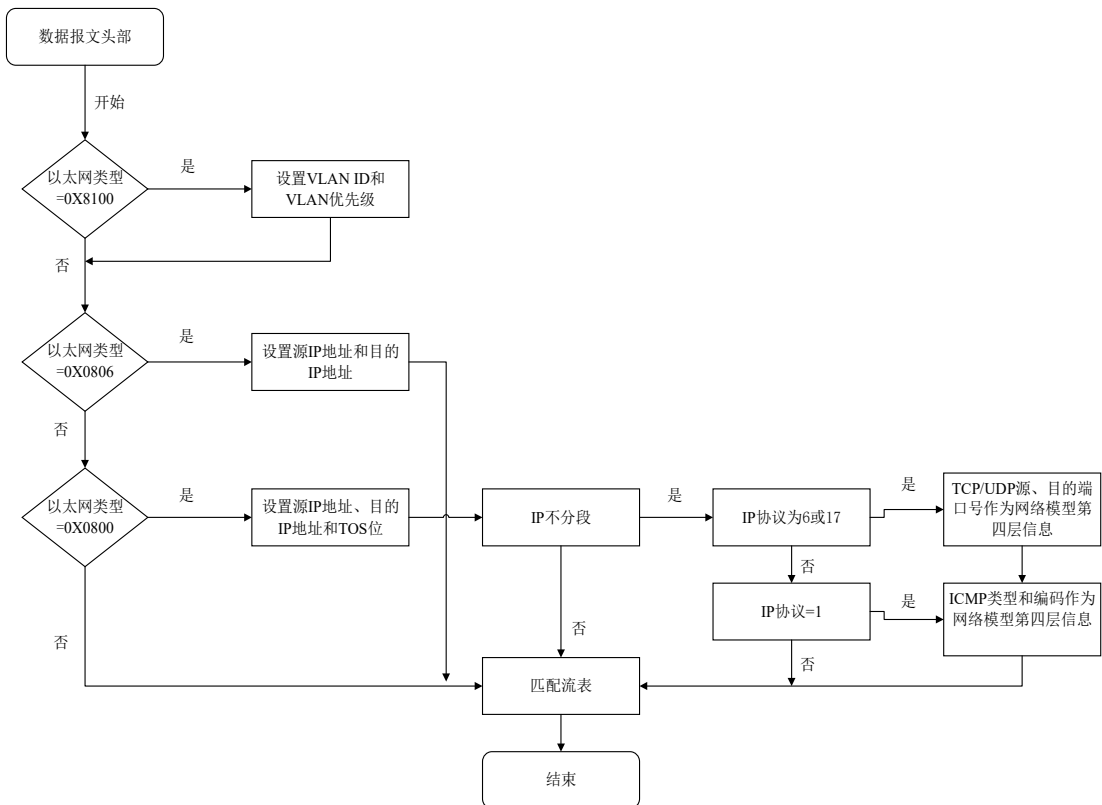 数据报文头部
开始
以太网类型
=0X8100
是
设置VLAN ID和
VLAN优先级
否
以太网类型
=0X0806
是
设置源IP地址和目的
IP地址
否
以太网类型
=0X0800
是
设置源IP地址、目的
IP地址和TOS位
IP不分段
是
IP协议为6或17
是
TCP/UDP源、目的端
口号作为网络模型第
四层信息
否
IP协议=1
是
ICMP类型和编码作为
网络模型第四层信息
否
否
否
匹配流表
结束